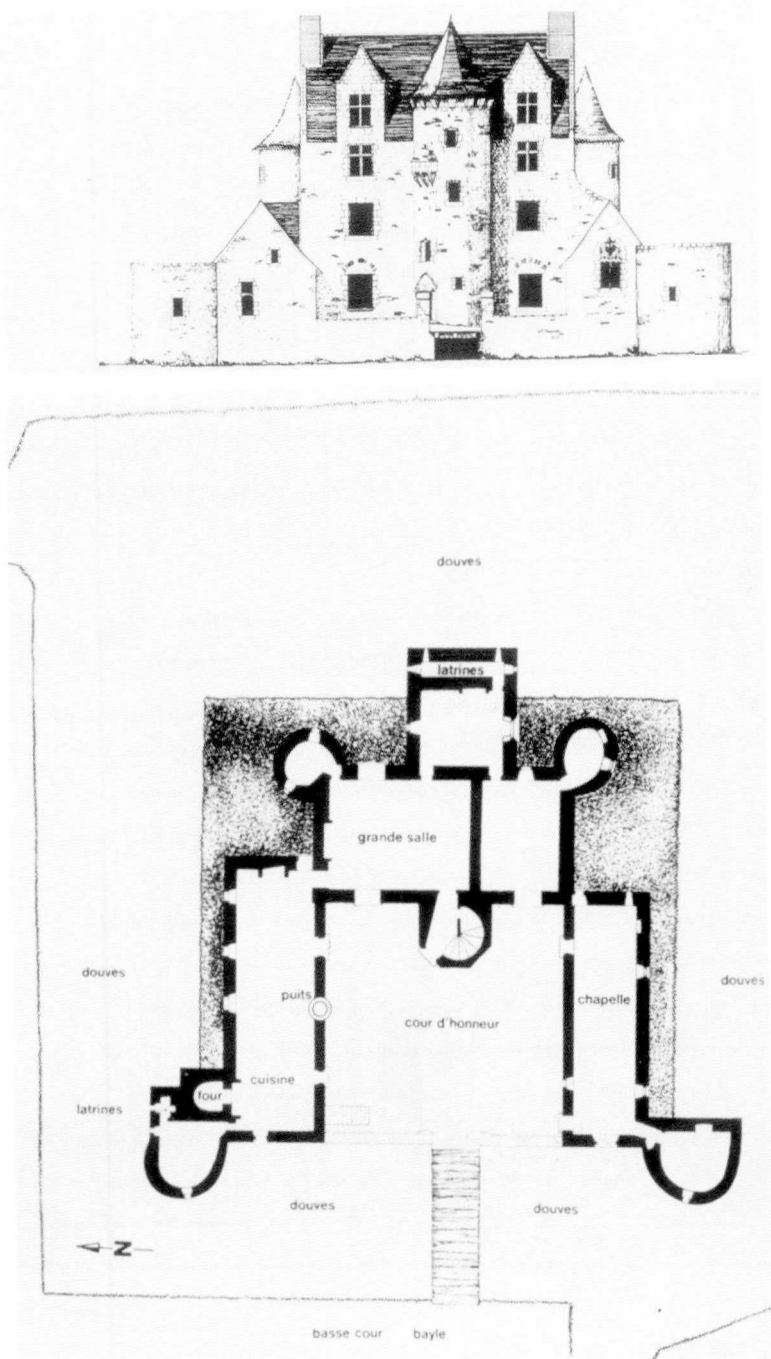 douves
latrines
grande salle
douves
douves
puits
chapelle
cour d'honneur
cuisine
four
latrines
douves
douves
N
basse cour bayle